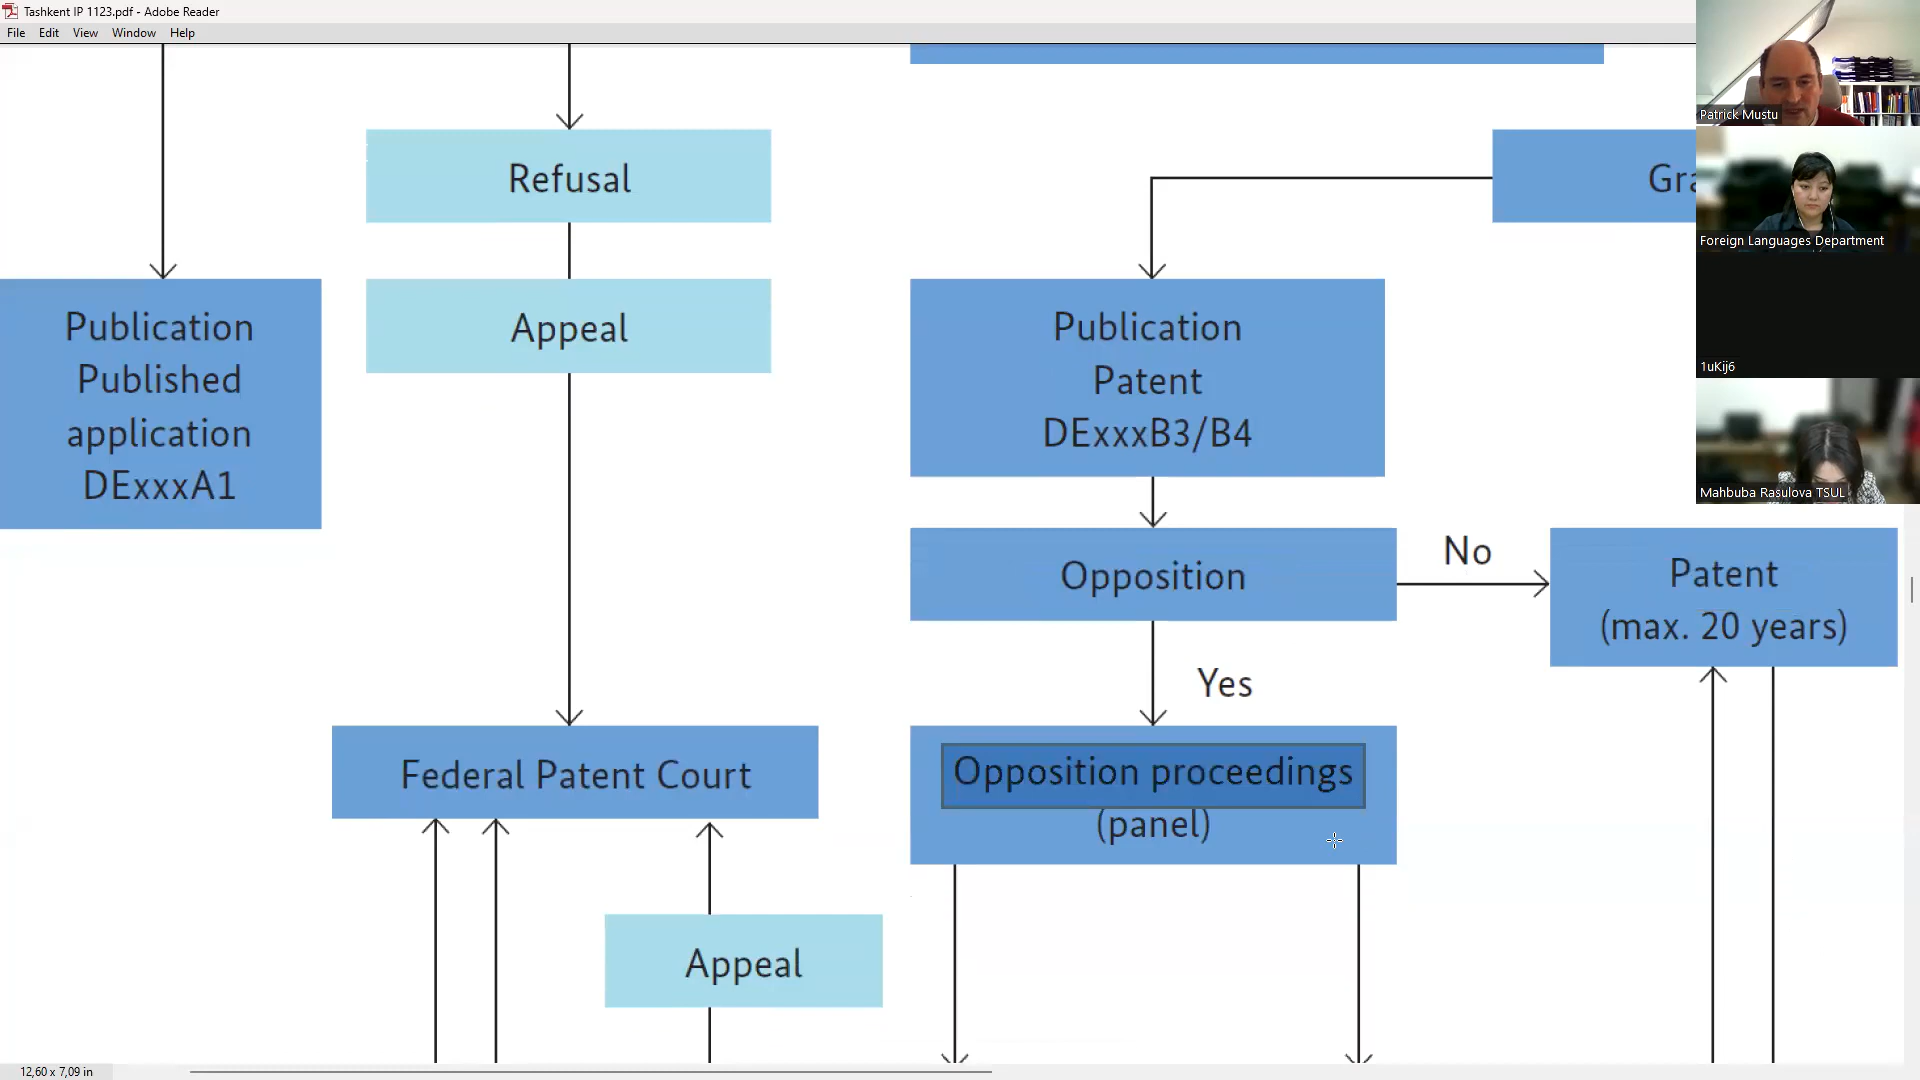 Tashkent IP 1123.pdf - Adobe Reader
File Edit View Window Help
Patrick Mustu
Foreign Languages Department
1uKij6
Mahbuba Rasulova TSUL
Refusal
Appeal
Publication
Published
application
DExxxA1
Publication
Patent
DExxxB3/B4
Opposition
No
Patent
(max. 20 years)
Yes
Federal Patent Court
Opposition proceedings
(panel)
Appeal
12,60 x 7,09 in